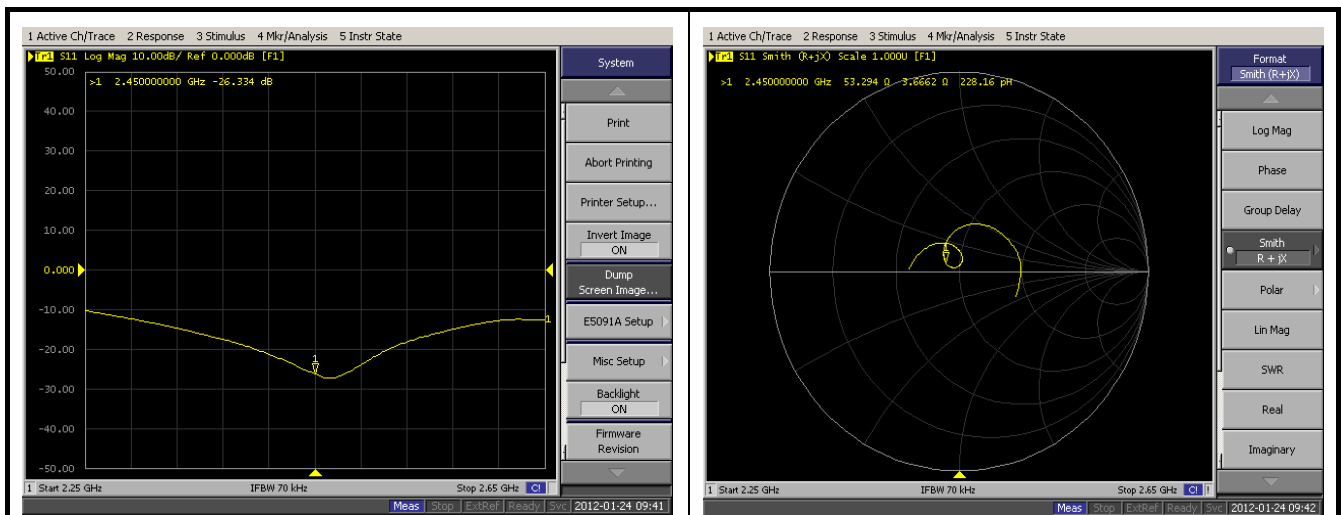 1 Active Ch/Trace 2 Response 3 Stimulus 4 Mkr/Analysis 5 Instr State
Tr1 S11 Log Mag 10.00dB/ Ref 0.000dB [F1]
50.00
>1 2.450000000 GHz -26.334 dB
40.00
30.00
20.00
10.00
0.000
-10.00
-20.00
-30.00
-40.00
-50.00
1
1
System
Print
Abort Printing
Printer Setup...
Invert Image
ON
Dump
Screen Image...
E5091A Setup
Misc Setup
Backlight
ON
Firmware
Revision
1 Start 2.25 GHz IFBW 70 kHz Stop 2.65 GHz C!
Meas Stop ExtRef Ready Svc 2012-01-24 09:41
1 Active Ch/Trace 2 Response 3 Stimulus 4 Mkr/Analysis 5 Instr State
Tr1 S11 Smith (R+jX) Scale 1.000U [F1]
>1 2.450000000 GHz 53.294 Ω 3.6662 Ω 228.16 pH
Format
Smith (R+jX)
Log Mag
Phase
Group Delay
Smith
R + jX
Polar
Lin Mag
SWR
Real
Imaginary
1 Start 2.25 GHz IFBW 70 kHz Stop 2.65 GHz C! !
Meas Stop ExtRef Ready Svc 2012-01-24 09:42